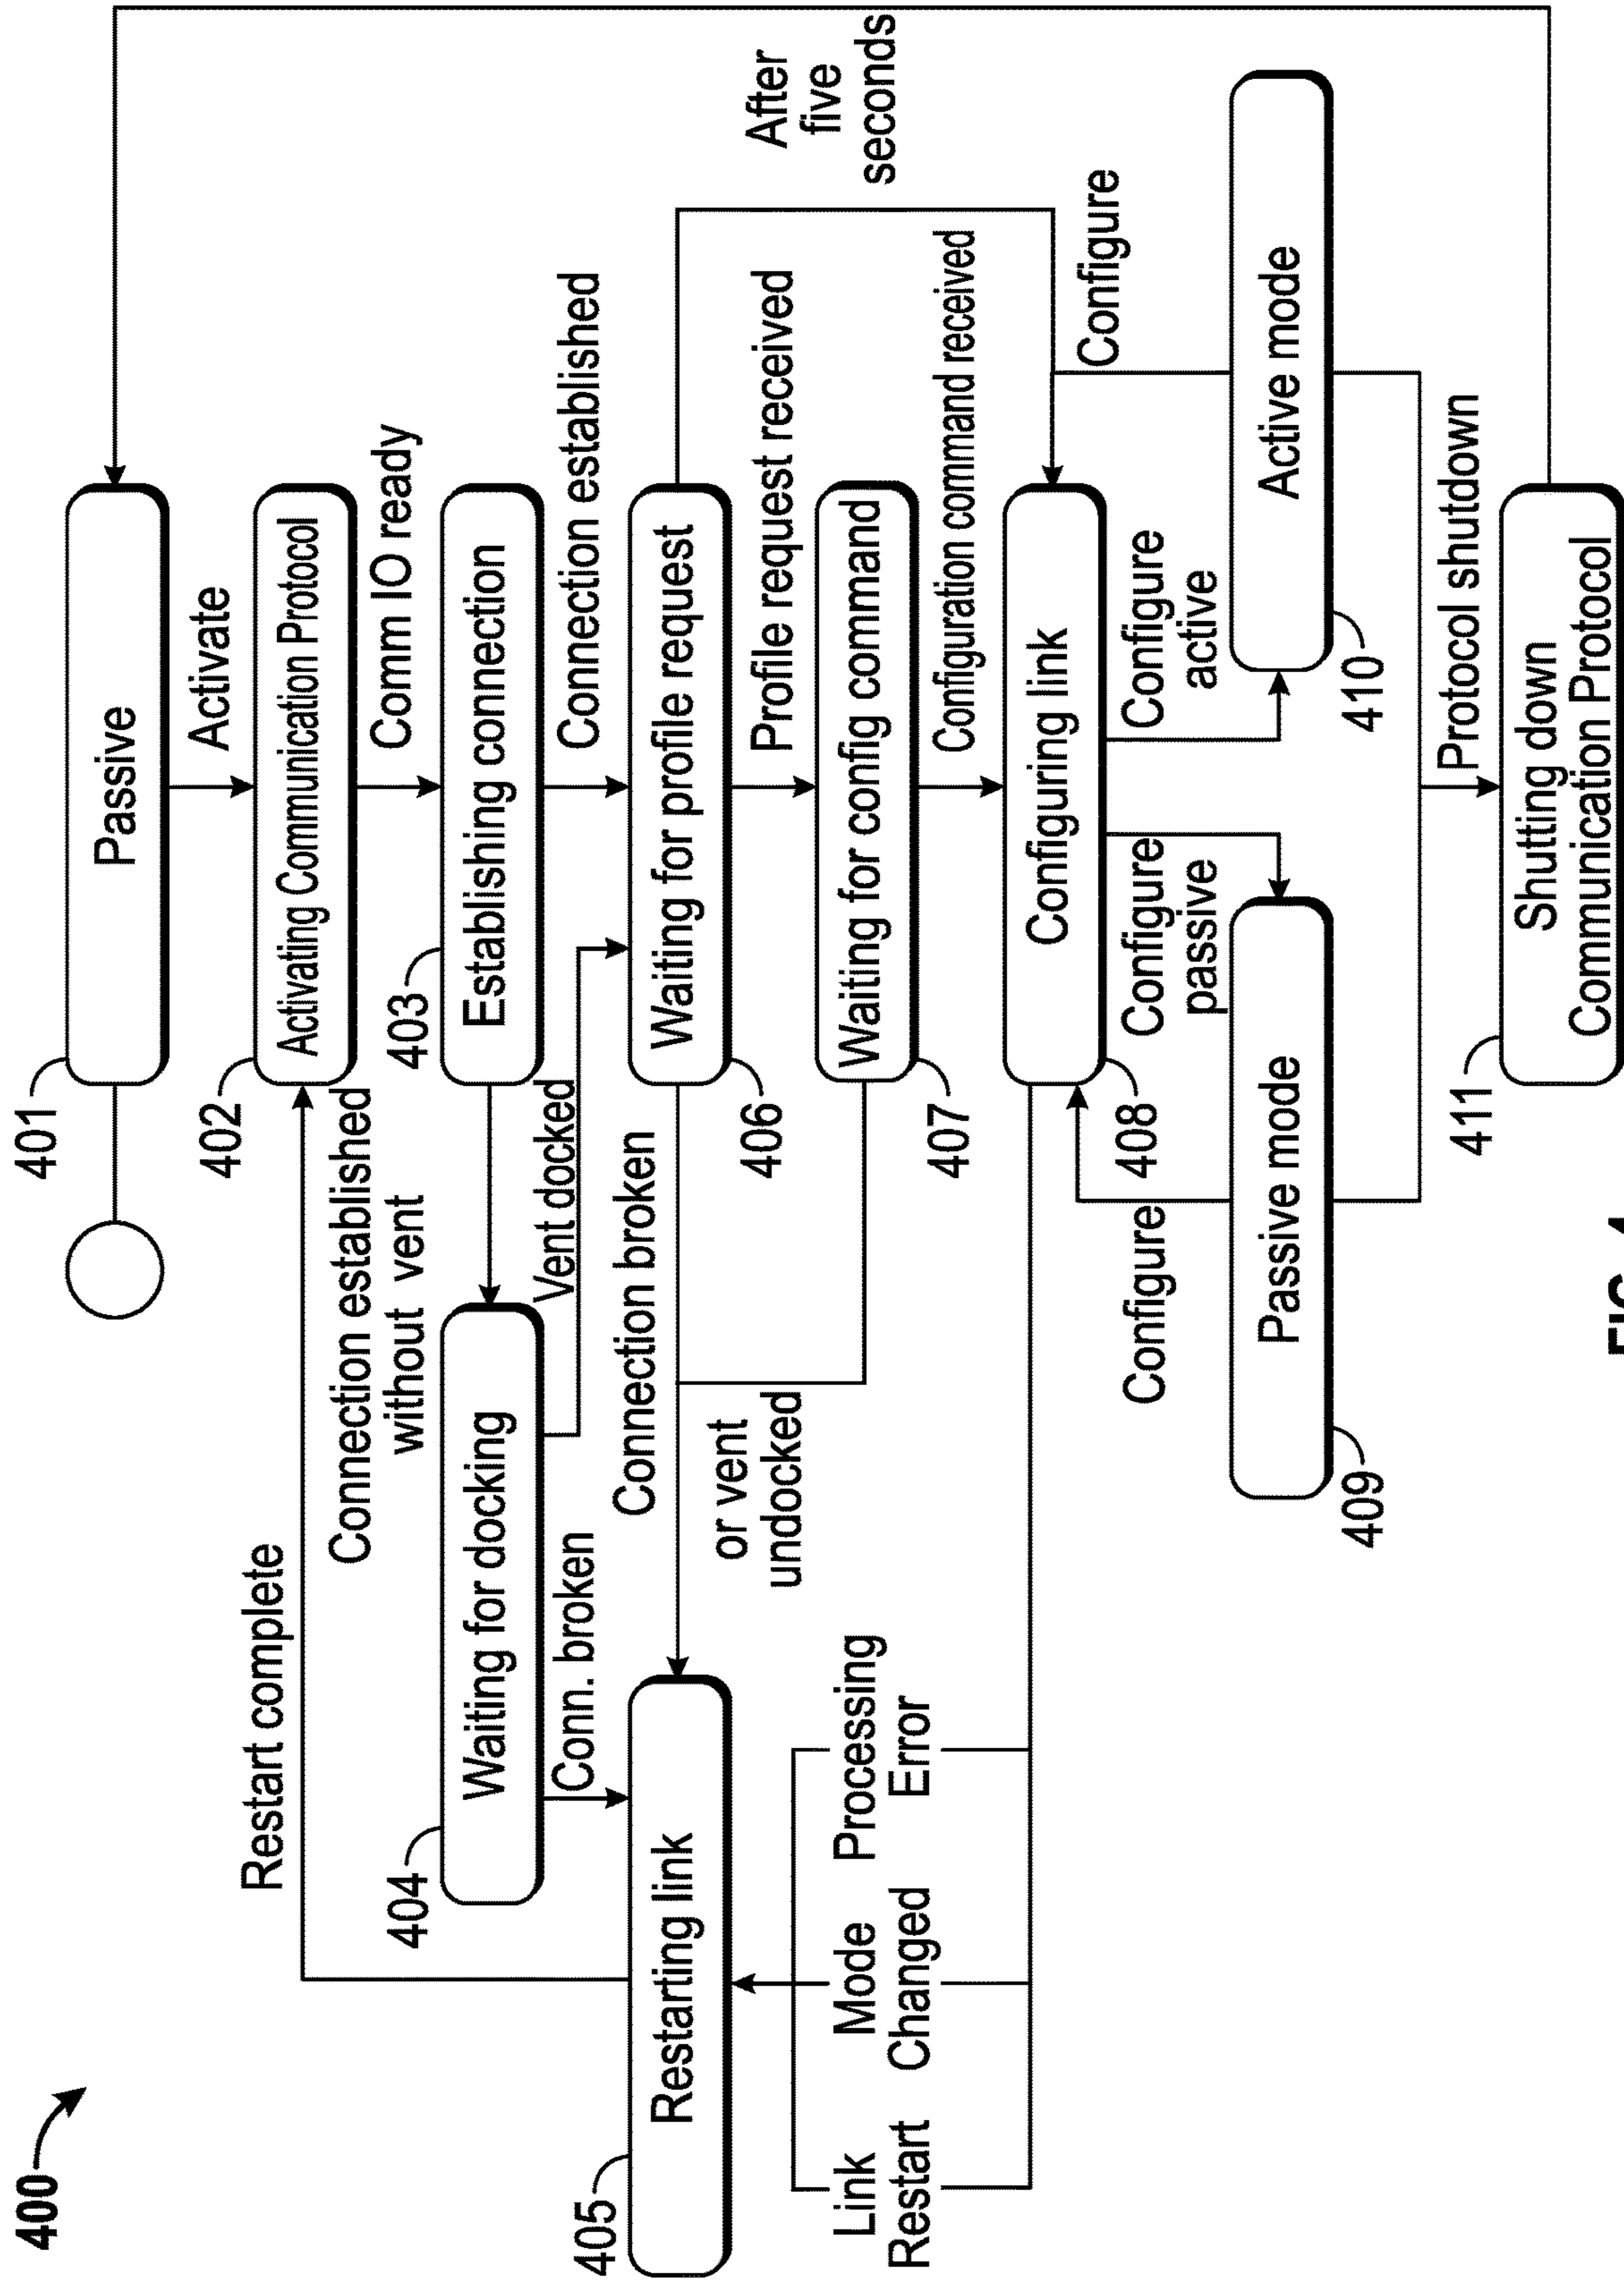 400
401
Passive
Activate
402
Activating Communication Protocol
Restart complete
Comm IO ready
Connection established
without vent
403
Establishing connection
404
Waiting for docking
Vent docked
Conn. broken
Connection established
405
Restarting link
Connection broken
or vent
undocked
406
Waiting for profile request
After
five
seconds
Profile request received
407
Waiting for config command
Configuration command received
Link
Restart
Mode
Changed
Processing
Error
408
Configuring link
Configure
Configure
passive
Configure
active
Configure
409
Passive mode
410
Active mode
Protocol shutdown
411
Shutting down
Communication Protocol
FIG. 4